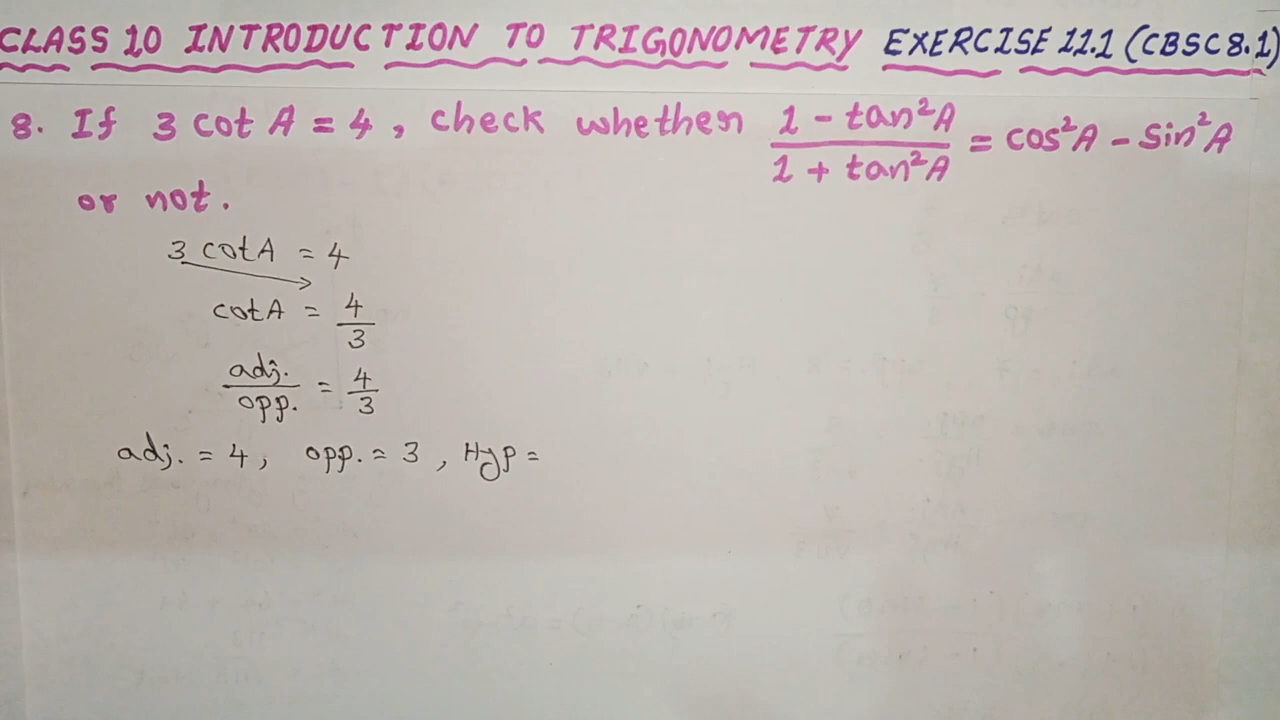 CLASS 10 INTRODUCTION TO TRIGONOMETRY EXERCISE 11.1 (CBSC 8.1)
8. If 3 cot A = 4, check whether (1 - tan²A)/(1 + tan²A) = cos²A - Sin²A
or not.
3 cotA = 4
cotA = 4/3
adj./opp. = 4/3
adj. = 4, opp. = 3, Hyp =